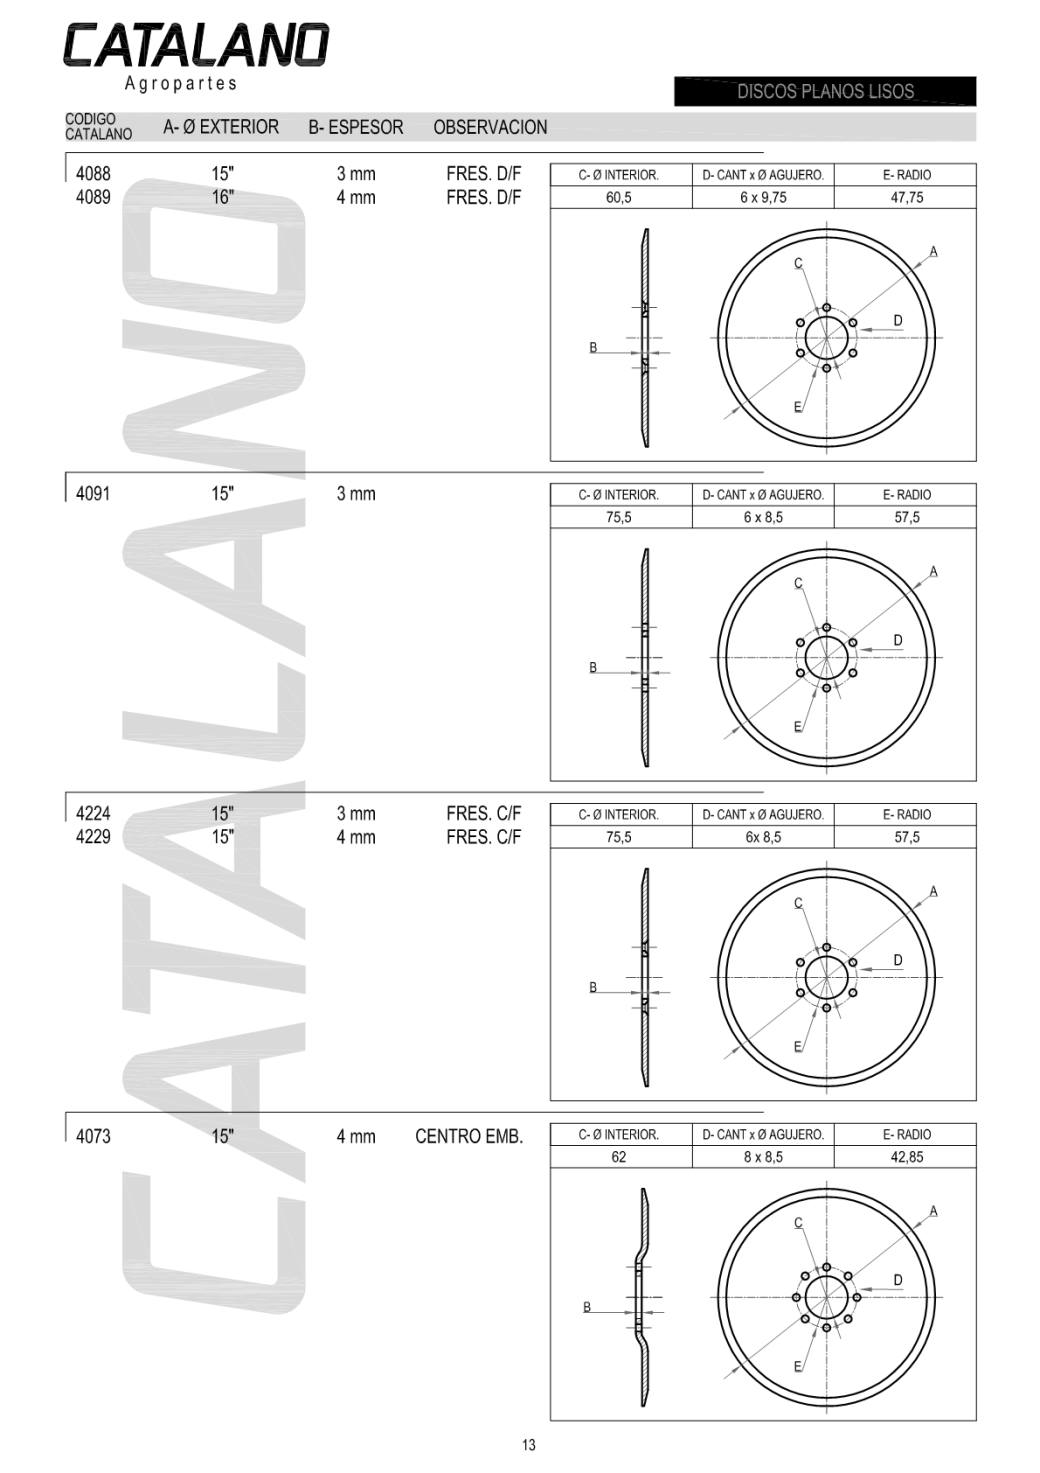 CATALANO
Agropartes
DISCOS PLANOS LISOS
CODIGO CATALANO A- Ø EXTERIOR B- ESPESOR OBSERVACION
4088 15" 3 mm FRES. D/F
4089 16" 4 mm FRES. D/F
C- Ø INTERIOR. D- CANT x Ø AGUJERO. E- RADIO
60,5 6 x 9,75 47,75
A
C
D
B
E
4091 15" 3 mm
C- Ø INTERIOR. D- CANT x Ø AGUJERO. E- RADIO
75,5 6 x 8,5 57,5
A
C
D
B
E
4224 15" 3 mm FRES. C/F
4229 15" 4 mm FRES. C/F
C- Ø INTERIOR. D- CANT x Ø AGUJERO. E- RADIO
75,5 6x 8,5 57,5
A
C
D
B
E
4073 15" 4 mm CENTRO EMB.
C- Ø INTERIOR. D- CANT x Ø AGUJERO. E- RADIO
62 8 x 8,5 42,85
A
C
D
B
E
CATALANO
13